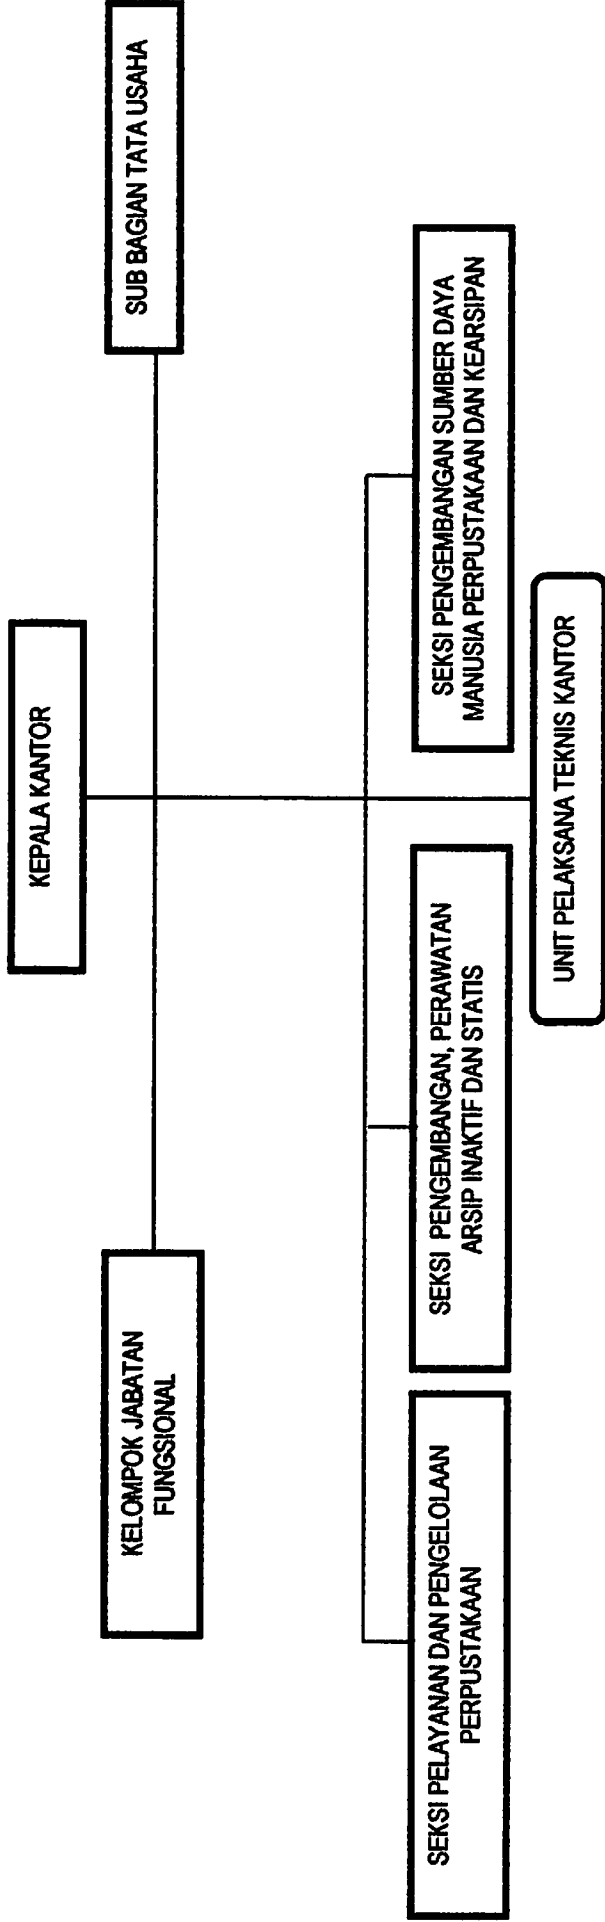 KEPALA KANTOR
KELOMPOK JABATAN
FUNGSIONAL
SUB BAGIAN TATA USAHA
SEKSI PELAYANAN DAN PENGELOLAAN
PERPUSTAKAAN
SEKSI PENGEMBANGAN, PERAWATAN
ARSIP INAKTIF DAN STATIS
SEKSI PENGEMBANGAN SUMBER DAYA
MANUSIA PERPUSTAKAAN DAN KEARSIPAN
UNIT PELAKSANA TEKNIS KANTOR